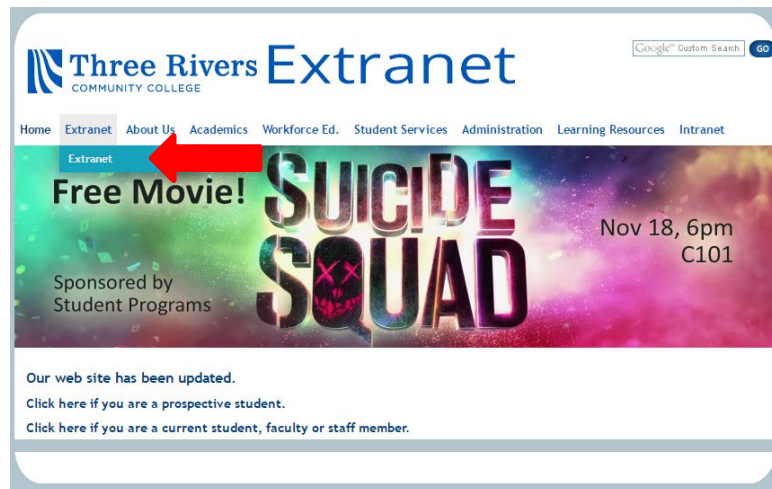 Three Rivers
COMMUNITY COLLEGE
Extranet
Google™ Custom Search GO
Home Extranet About Us Academics Workforce Ed. Student Services Administration Learning Resources Intranet
Extranet
Free Movie!
SUICIDE
SQUAD
Nov 18, 6pm
C101
Sponsored by
Student Programs
Our web site has been updated.
Click here if you are a prospective student.
Click here if you are a current student, faculty or staff member.